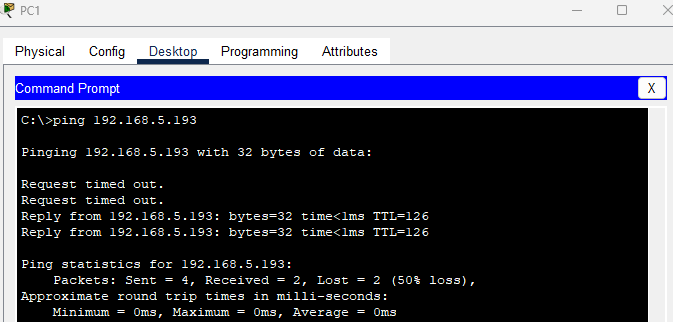 PC1
Physical Config Desktop Programming Attributes
Command Prompt X
C:\>ping 192.168.5.193
Pinging 192.168.5.193 with 32 bytes of data:
Request timed out.
Request timed out.
Reply from 192.168.5.193: bytes=32 time<1ms TTL=126
Reply from 192.168.5.193: bytes=32 time<1ms TTL=126
Ping statistics for 192.168.5.193:
Packets: Sent = 4, Received = 2, Lost = 2 (50% loss),
Approximate round trip times in milli-seconds:
Minimum = 0ms, Maximum = 0ms, Average = 0ms